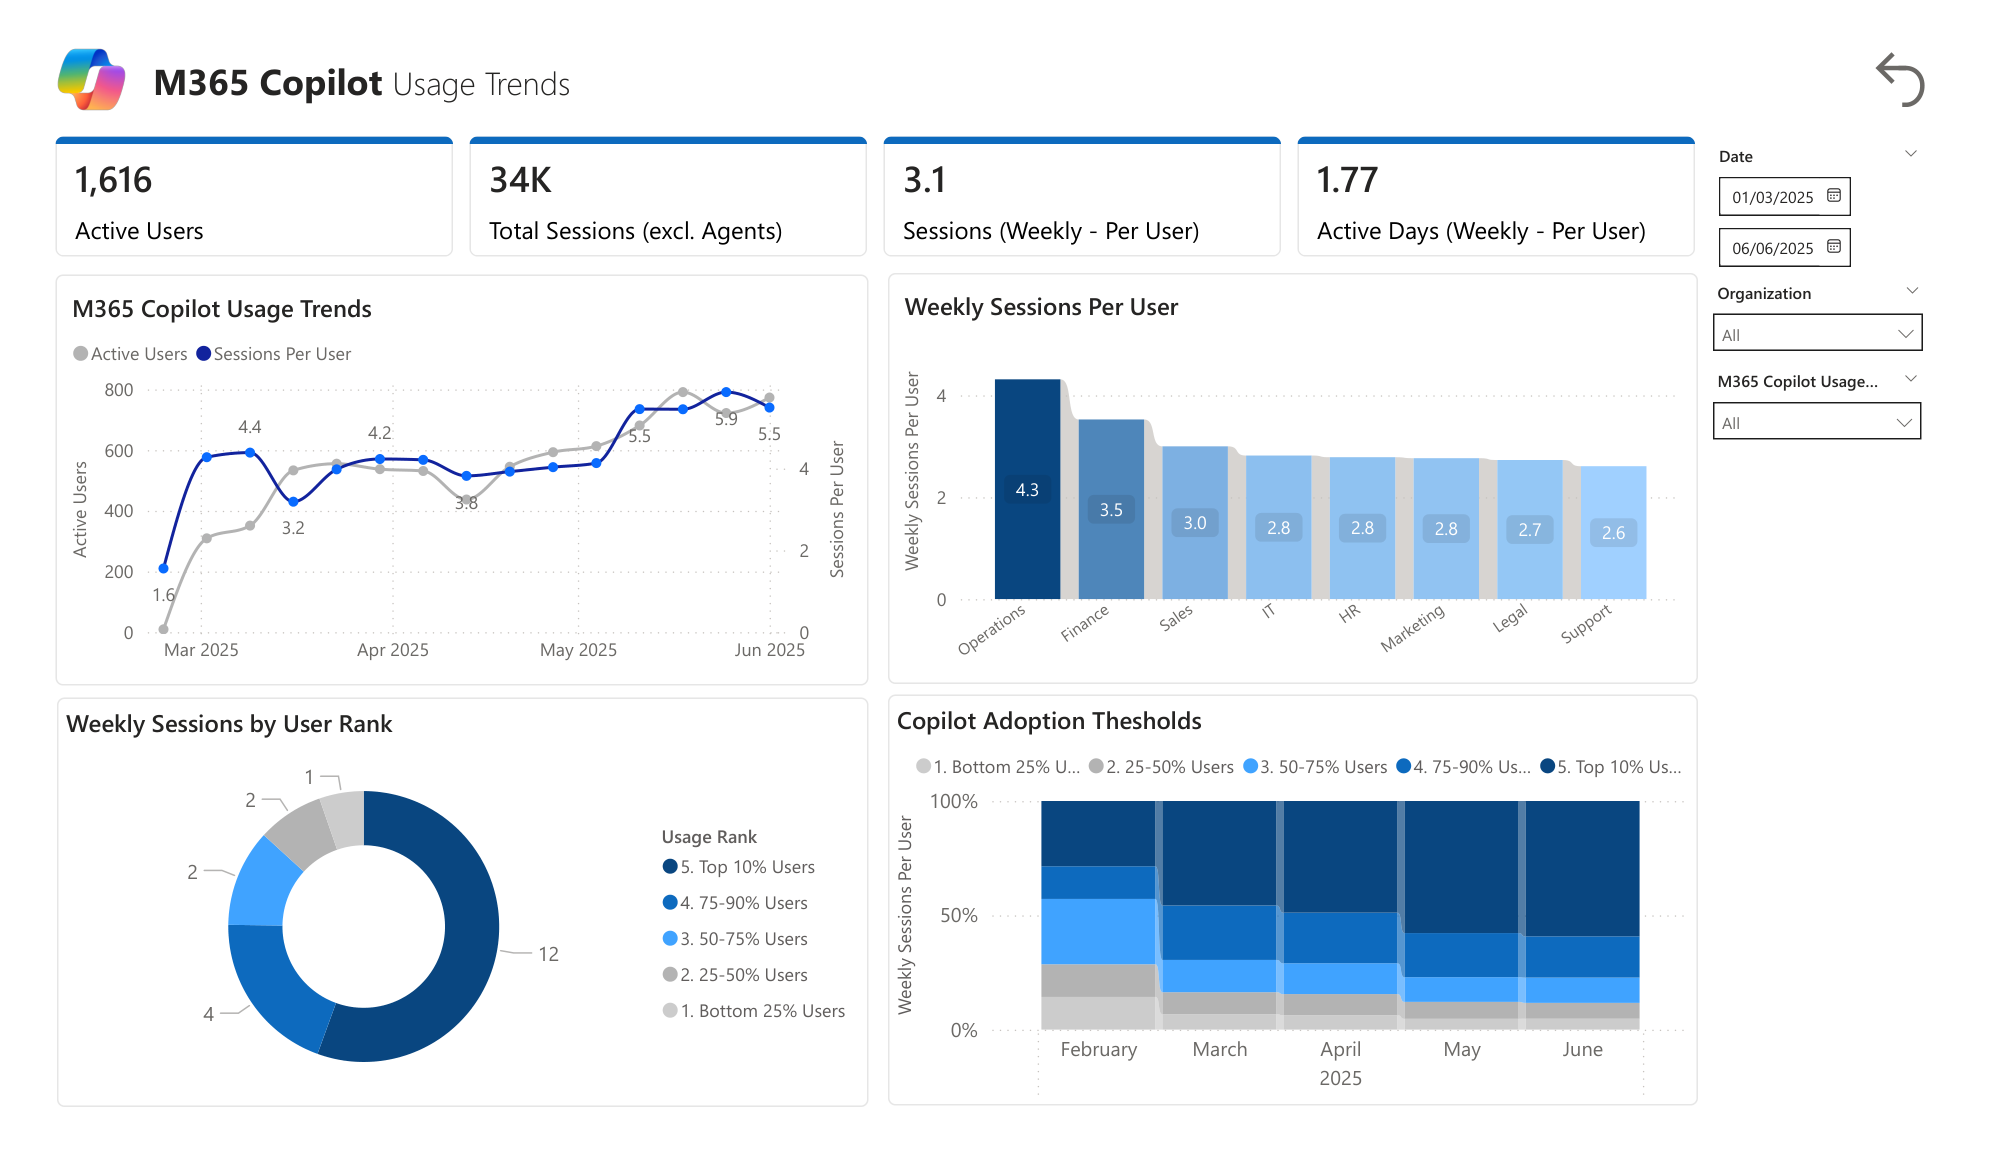 M365 Copilot Usage Trends
1,616
Active Users
34K
Total Sessions (excl. Agents)
3.1
Sessions (Weekly - Per User)
1.77
Active Days (Weekly - Per User)
Date
01/03/2025
06/06/2025
Organization
All
M365 Copilot Usage...
All
M365 Copilot Usage Trends
Active Users Sessions Per User
Active Users
800
600
400
200
0
1.6
4.4
3.2
4.2
3.8
5.5
5.9
5.5
4
2
0
Sessions Per User
Mar 2025 Apr 2025 May 2025 Jun 2025
Weekly Sessions Per User
Weekly Sessions Per User
4
2
0
4.3 3.5 3.0 2.8 2.8 2.8 2.7 2.6
Operations Finance Sales IT HR Marketing Legal Support
Weekly Sessions by User Rank
1
2
2
4
12
Usage Rank
5. Top 10% Users
4. 75-90% Users
3. 50-75% Users
2. 25-50% Users
1. Bottom 25% Users
Copilot Adoption Thesholds
1. Bottom 25% U... 2. 25-50% Users 3. 50-75% Users 4. 75-90% Us... 5. Top 10% Us...
Weekly Sessions Per User
100%
50%
0%
February March April May June
2025